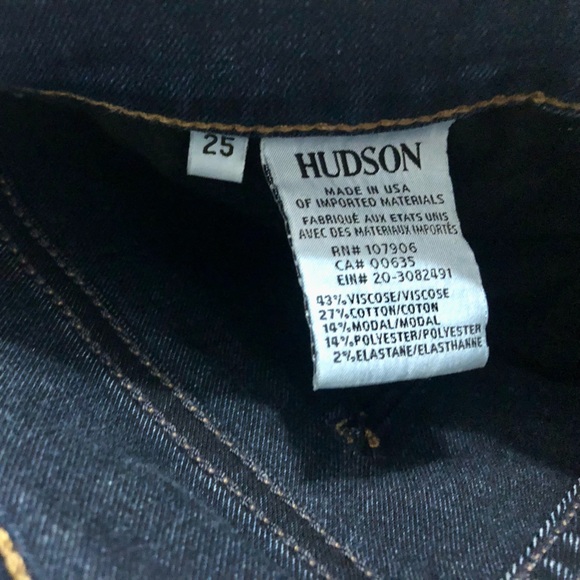 25
HUDSON
MADE IN USA
OF IMPORTED MATERIALS
FABRIQUÉ AUX ETATS UNIS
AVEC DES MATERIAUX IMPORTÉS
RN# 107906
CA# 00635
EIN# 20-3082491
43%VISCOSE/VISCOSE
27%COTTON/COTON
14%MODAL/MODAL
14%POLYESTER/POLYESTER
2%ELASTANE/ELASTHANNE